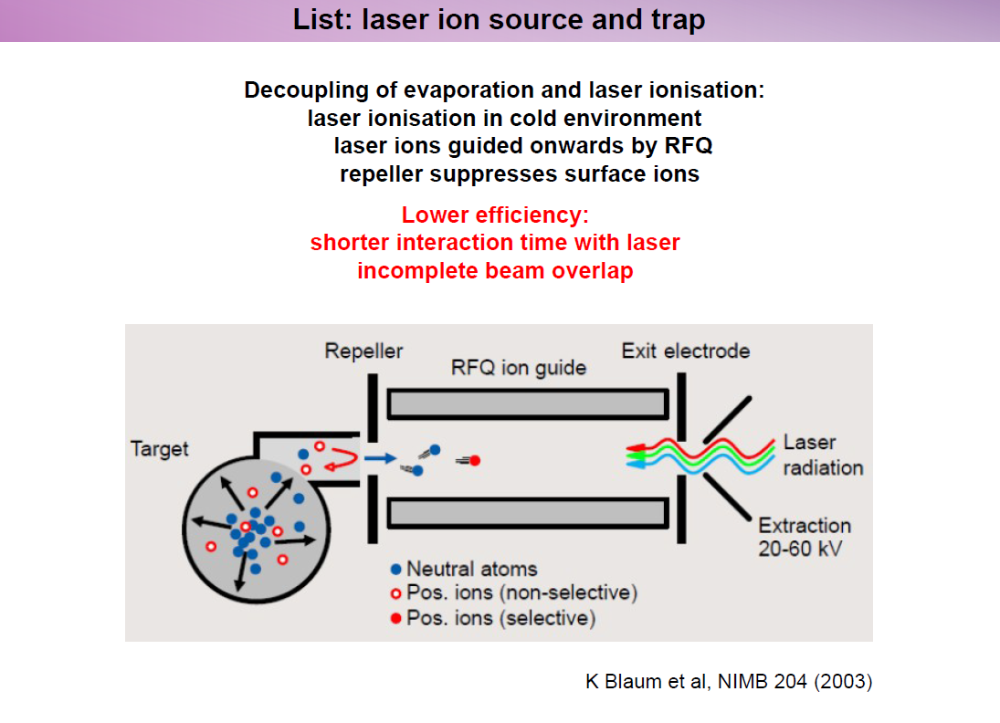 List: laser ion source and trap
Decoupling of evaporation and laser ionisation:
laser ionisation in cold environment
laser ions guided onwards by RFQ
repeller suppresses surface ions
Lower efficiency:
shorter interaction time with laser
incomplete beam overlap
Repeller
RFQ ion guide
Exit electrode
Target
Laser
radiation
Extraction
20-60 kV
Neutral atoms
Pos. ions (non-selective)
Pos. ions (selective)
K Blaum et al, NIMB 204 (2003)